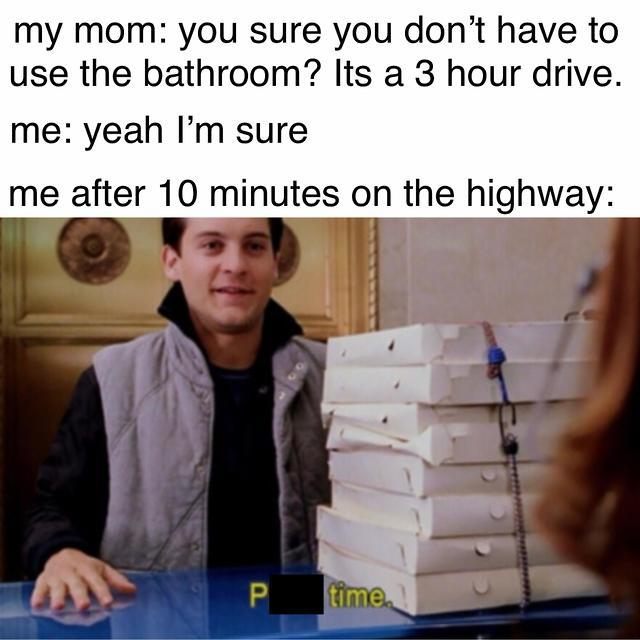 my mom: you sure you don't have to
use the bathroom? Its a 3 hour drive.
me: yeah I'm sure
me after 10 minutes on the highway:
P time.